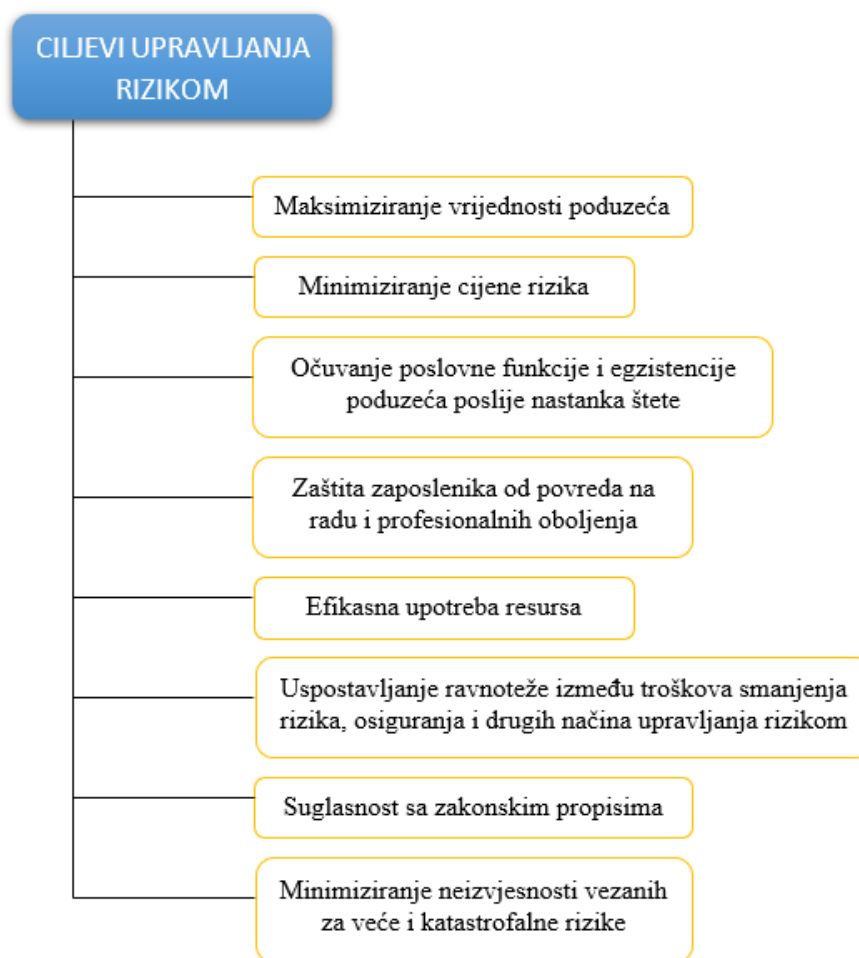 CILJEVI UPRAVLJANJA
RIZIKOM
Maksimiziranje vrijednosti poduzeća
Minimiziranje cijene rizika
Očuvanje poslovne funkcije i egzistencije
poduzeća poslije nastanka štete
Zaštita zaposlenika od povreda na
radu i profesionalnih oboljenja
Efikasna upotreba resursa
Uspostavljanje ravnoteže između troškova smanjenja
rizika, osiguranja i drugih načina upravljanja rizikom
Suglasnost sa zakonskim propisima
Minimiziranje neizvjesnosti vezanih
za veće i katastrofalne rizike